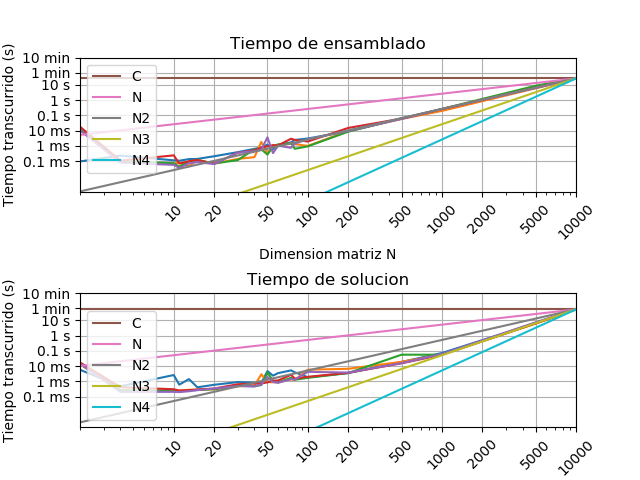 Tiempo de ensamblado
Tiempo transcurrido (s)
10 min
1 min
10 s
1 s
0.1 s
10 ms
1 ms
0.1 ms
C
N
N2
N3
N4
10
20
50
100
200
500
1000
2000
5000
10000
Dimension matriz N
Tiempo de solucion
Tiempo transcurrido (s)
10 min
1 min
10 s
1 s
0.1 s
10 ms
1 ms
0.1 ms
C
N
N2
N3
N4
10
20
50
100
200
500
1000
2000
5000
10000